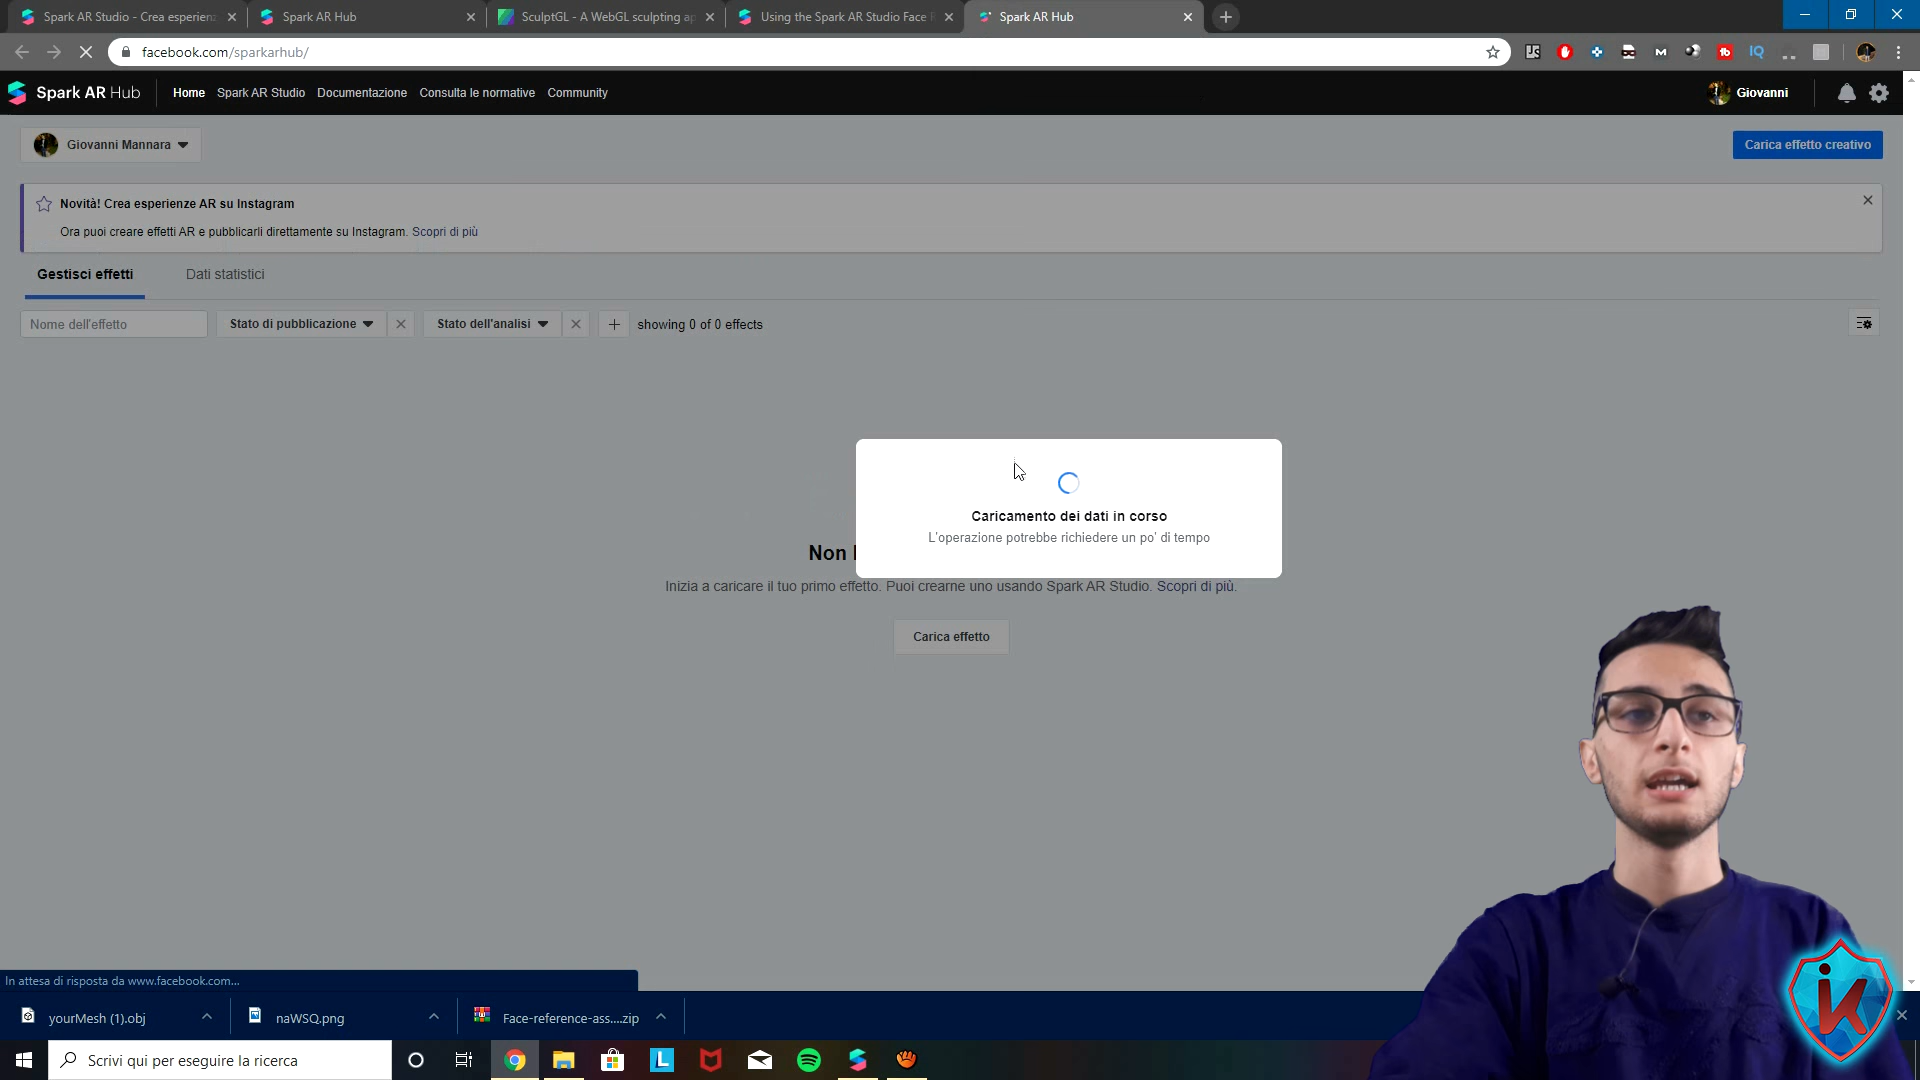 Spark AR Studio - Crea esperien
Spark AR Hub
SculptGL - A WebGL sculpting ap
Using the Spark AR Studio Face R
Spark AR Hub
facebook.com/sparkarhub/
Spark AR Hub
Home
Spark AR Studio
Documentazione
Consulta le normative
Community
Giovanni
Giovanni Mannara
Carica effetto creativo
Novità! Crea esperienze AR su Instagram
Ora puoi creare effetti AR e pubblicarli direttamente su Instagram. Scopri di più
Gestisci effetti
Dati statistici
Nome dell'effetto
Stato di pubblicazione
Stato dell'analisi
showing 0 of 0 effects
Caricamento dei dati in corso
L'operazione potrebbe richiedere un po' di tempo
Non
Inizia a caricare il tuo primo effetto. Puoi crearne uno usando Spark AR Studio. Scopri di più.
Carica effetto
In attesa di risposta da www.facebook.com...
yourMesh (1).obj
naWSQ.png
Face-reference-ass....zip
Scrivi qui per eseguire la ricerca
iK